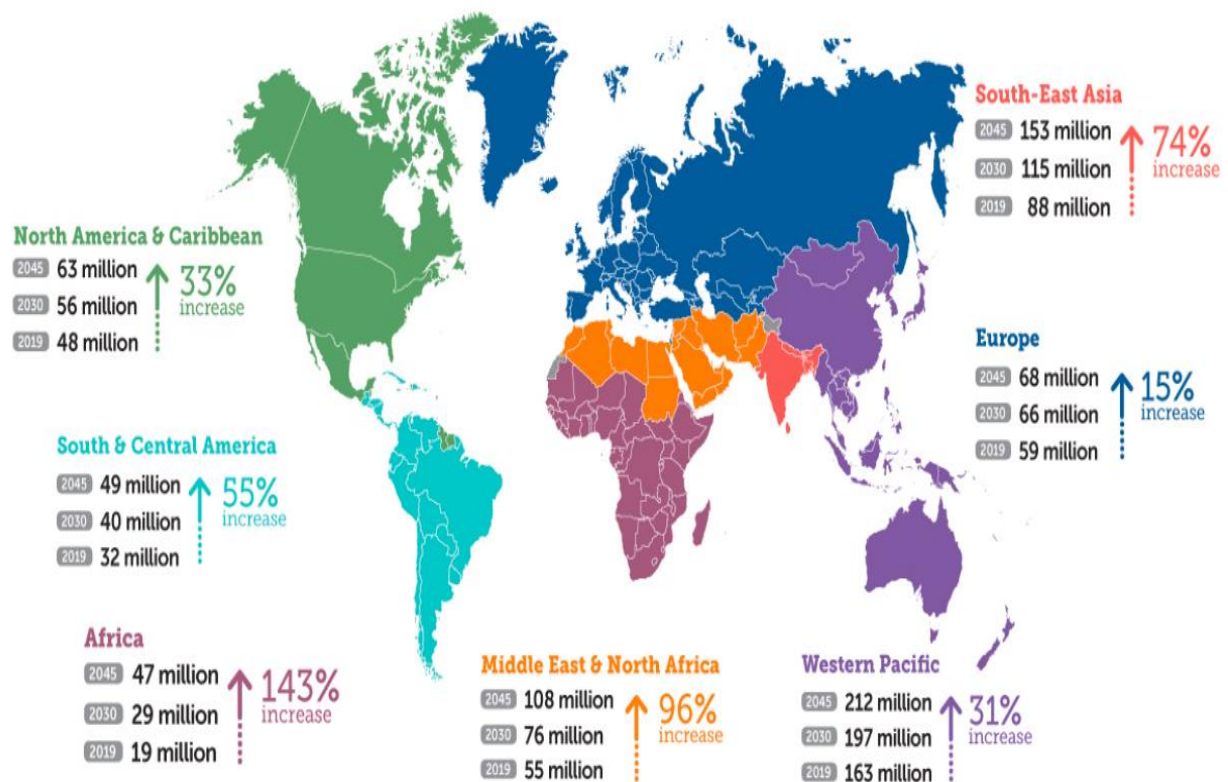 South-East Asia
2045 153 million
74%
2030 115 million
increase
2019 88 million
North America & Caribbean
2045 63 million
33%
2030 56 million
increase
2019 48 million
Europe
2045 68 million
15%
2030 66 million
increase
2019 59 million
South & Central America
2045 49 million
55%
2030 40 million
increase
2019 32 million
Africa
2045 47 million
143%
2030 29 million
increase
2019 19 million
Middle East & North Africa
2045 108 million
96%
2030 76 million
increase
2019 55 million
Western Pacific
2045 212 million
31%
2030 197 million
increase
2019 163 million